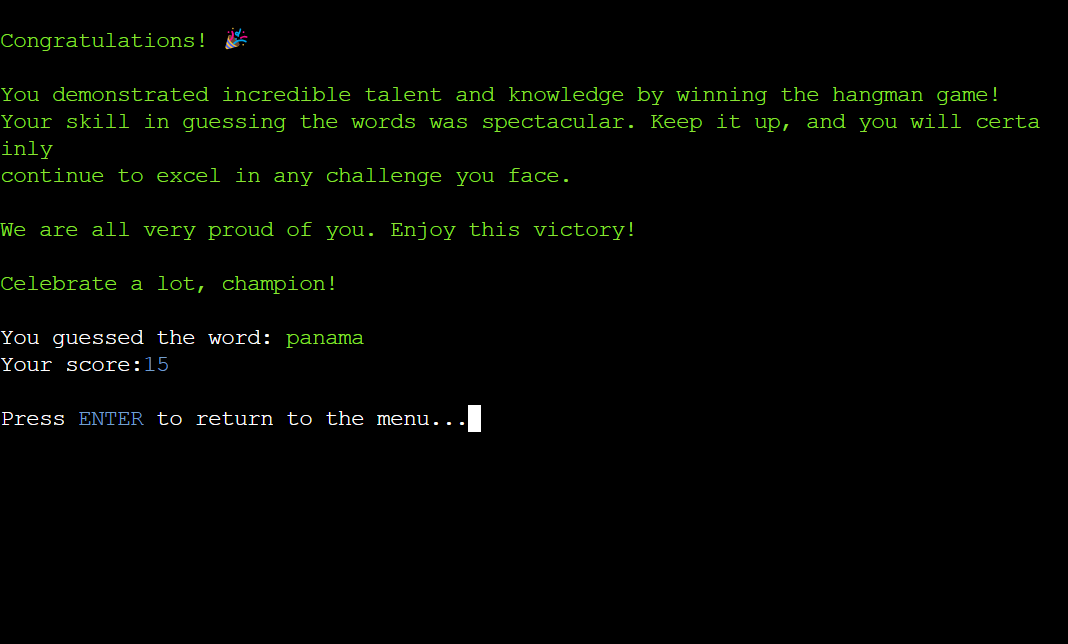 Congratulations! 🎉
You demonstrated incredible talent and knowledge by winning the hangman game!
Your skill in guessing the words was spectacular. Keep it up, and you will certa
inly
continue to excel in any challenge you face.
We are all very proud of you. Enjoy this victory!
Celebrate a lot, champion!
You guessed the word: panama
Your score:15
Press ENTER to return to the menu...